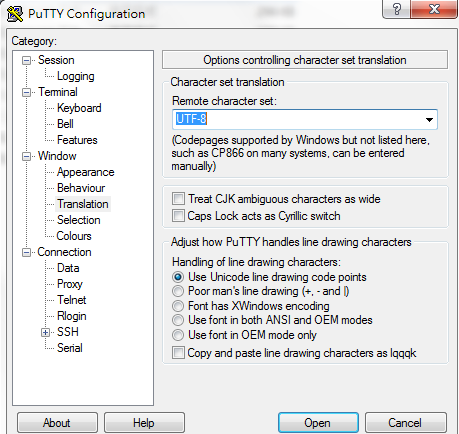 PuTTY Configuration
?
Category:
Session
Logging
Terminal
Keyboard
Bell
Features
Window
Appearance
Behaviour
Translation
Selection
Colours
Connection
Data
Proxy
Telnet
Rlogin
SSH
Serial
Options controlling character set translation
Character set translation
Remote character set:
UTF-8
(Codepages supported by Windows but not listed here,
such as CP866 on many systems, can be entered
manually)
Treat CJK ambiguous characters as wide
Caps Lock acts as Cyrillic switch
Adjust how PuTTY handles line drawing characters
Handling of line drawing characters:
Use Unicode line drawing code points
Poor man's line drawing (+, - and |)
Font has XWindows encoding
Use font in both ANSI and OEM modes
Use font in OEM mode only
Copy and paste line drawing characters as lqqqk
About
Help
Open
Cancel